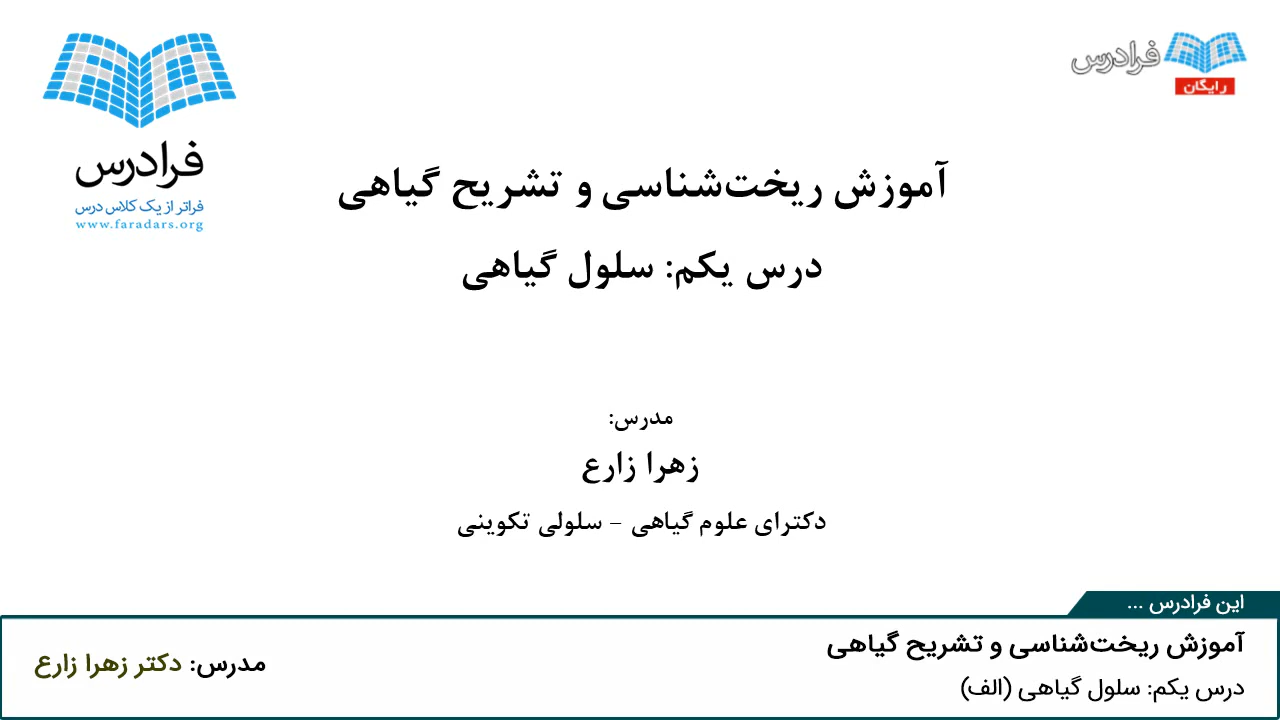 فرادرس
رایگان
فرادرس
فراتر از یک کلاس درس
www.faradars.org
آموزش ریخت‌شناسی و تشریح گیاهی
درس یکم: سلول گیاهی
مدرس:
زهرا زارع
دکترای علوم گیاهی – سلولی تکوینی
این فرادرس ...
آموزش ریخت‌شناسی و تشریح گیاهی
درس یکم: سلول گیاهی (الف)
مدرس: دکتر زهرا زارع